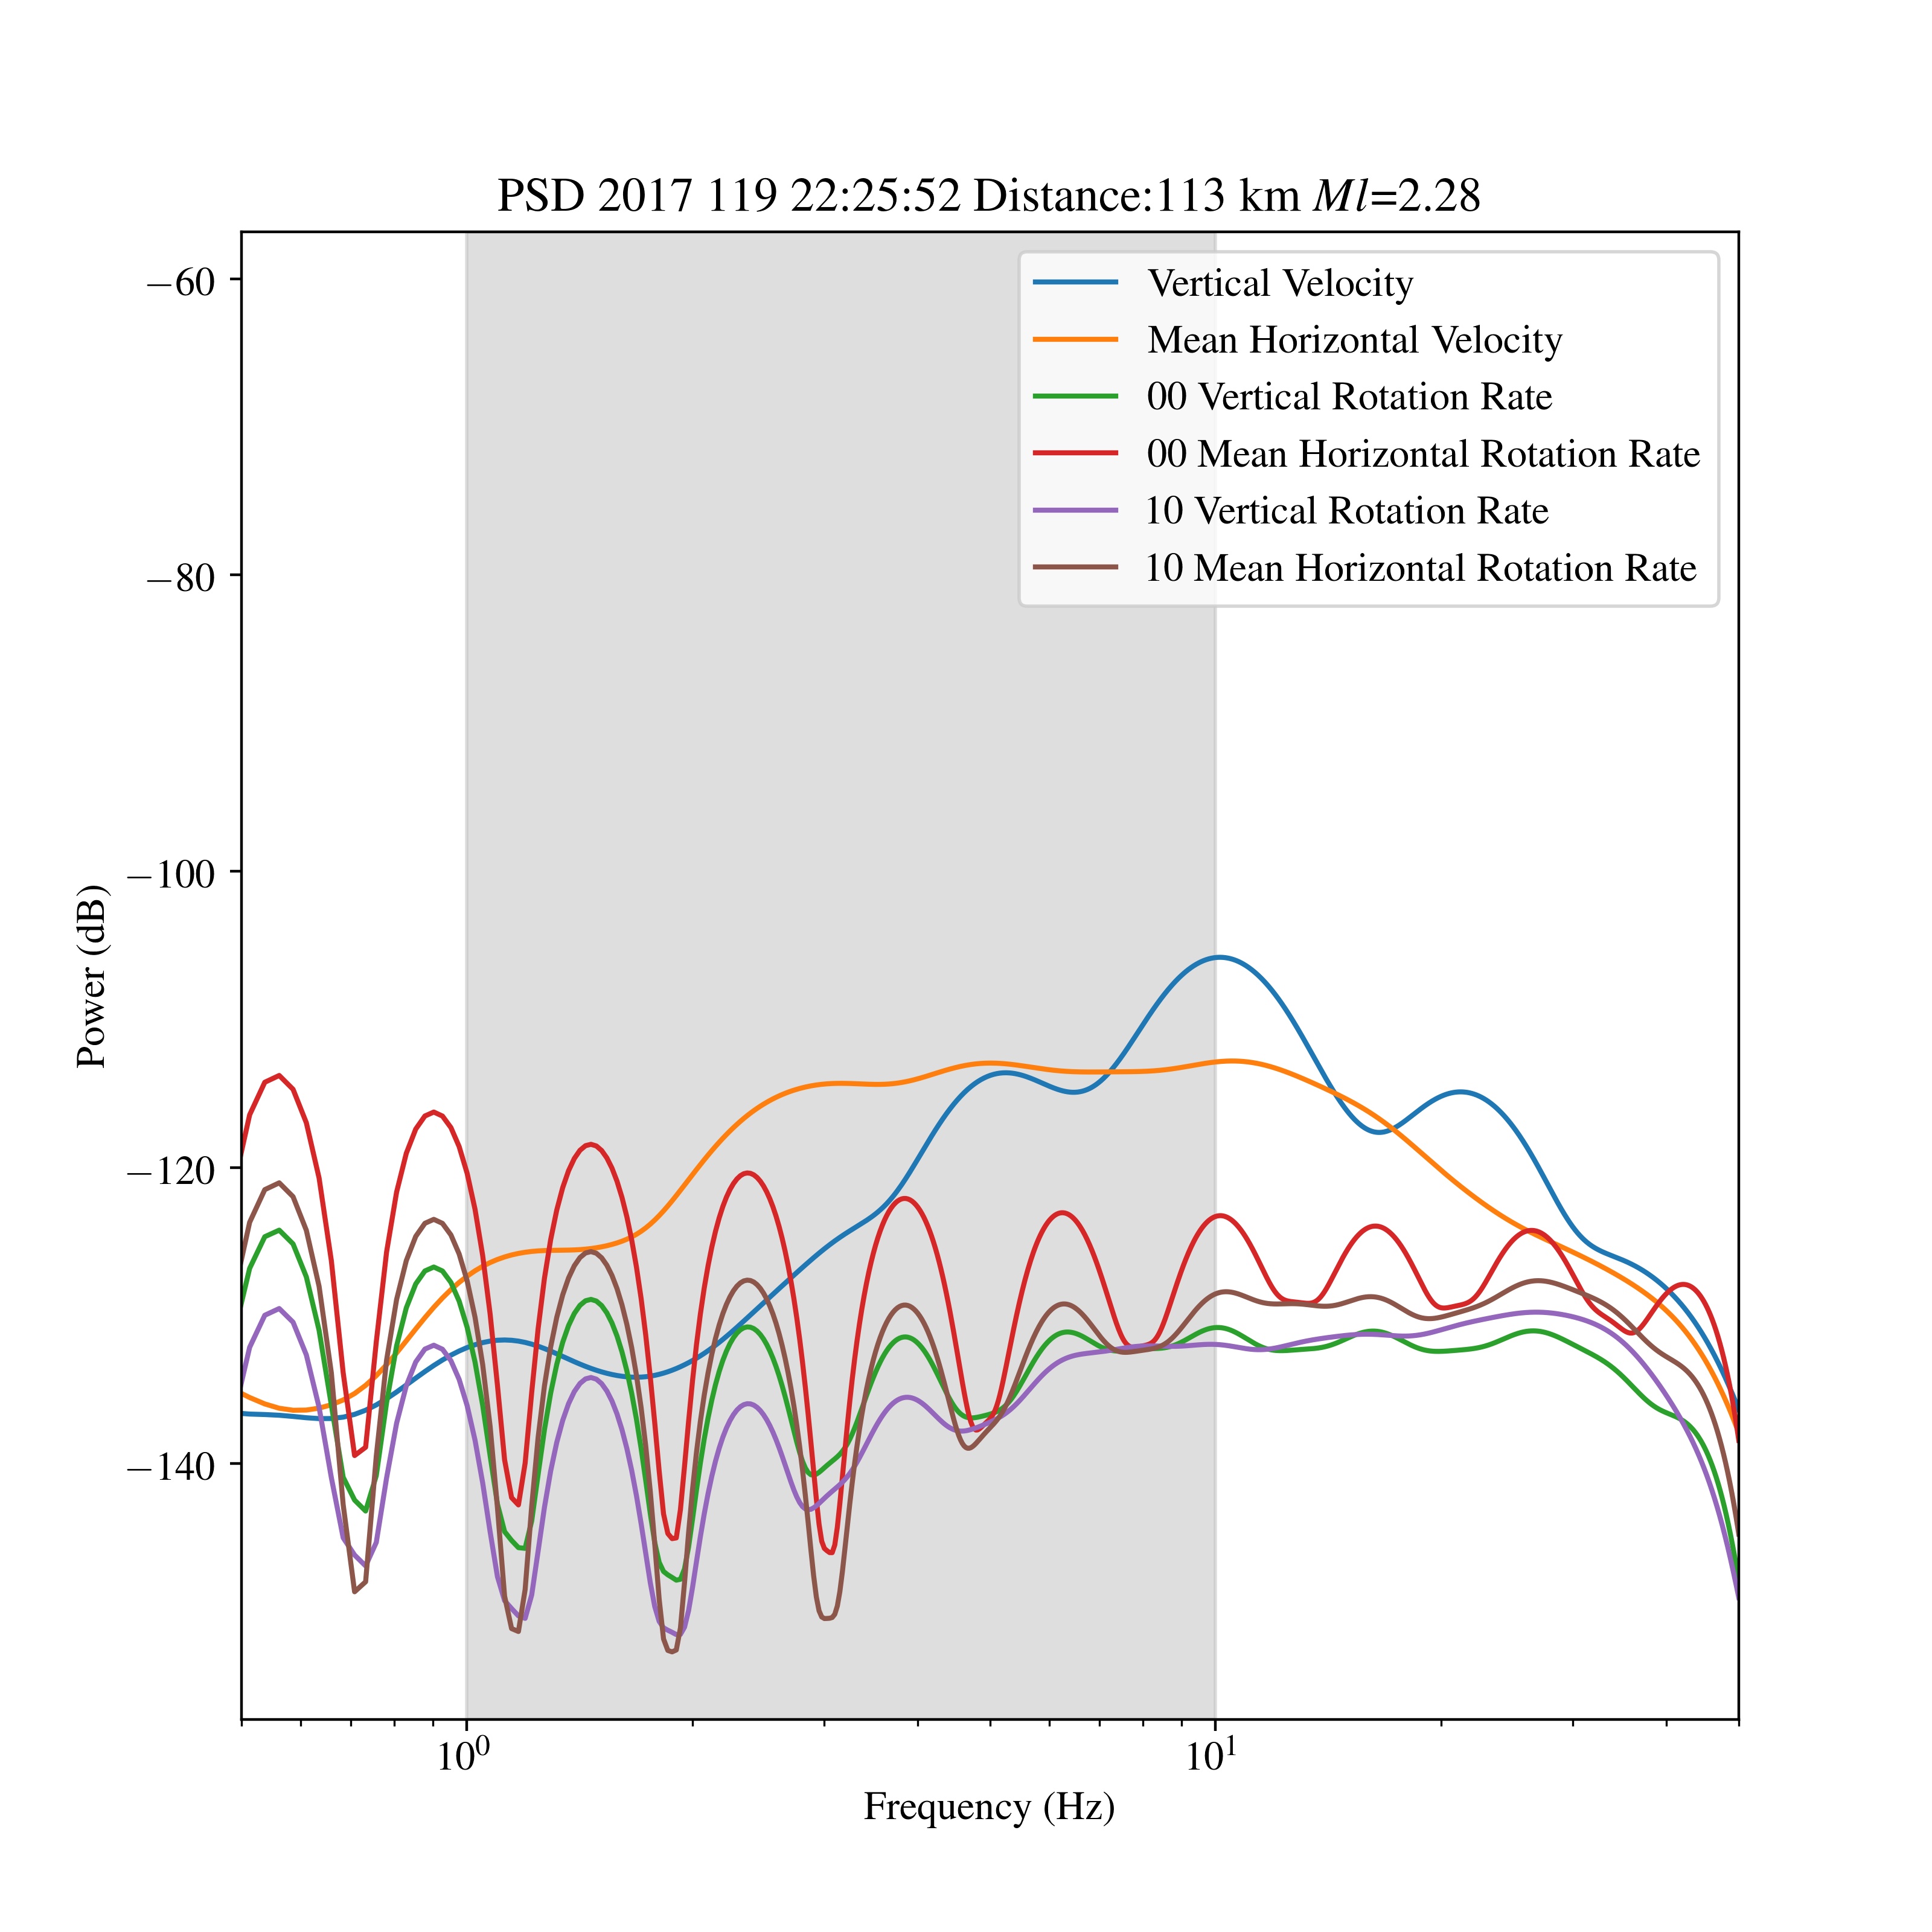 PSD 2017 119 22:25:52 Distance:113 km Ml=2.28
Vertical Velocity
Mean Horizontal Velocity
00 Vertical Rotation Rate
00 Mean Horizontal Rotation Rate
10 Vertical Rotation Rate
10 Mean Horizontal Rotation Rate
−60
−80
−100
−120
−140
Power (dB)
10⁰
10¹
Frequency (Hz)